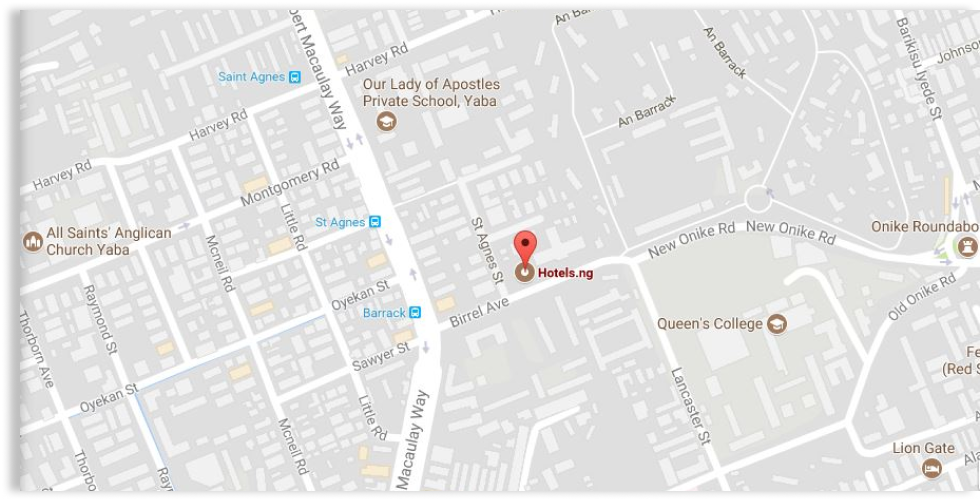 An Ba
An Barrack
An Barrack
Barikisu Iyede St
Johnso
bert Macaulay Way
Harvey Rd
Saint Agnes
Our Lady of Apostles
Private School, Yaba
Harvey Rd
Harvey Rd
Montgomery Rd
All Saints' Anglican
Church Yaba
Mcneil Rd
Little Rd
St Agnes
St Agnes St
Hotels.ng
New Onike Rd
New Onike Rd
Onike Roundabo
Old Onike Rd
Oyekan St
Barrack
Birrel Ave
Queen's College
Thorborn Ave
Raymond St
Sawyer St
Oyekan St
Little Rd
Lancaster St
Fe
(Red S
Macaulay Way
Mcneil Rd
Thorbo
Ray
Lion Gate
Ala